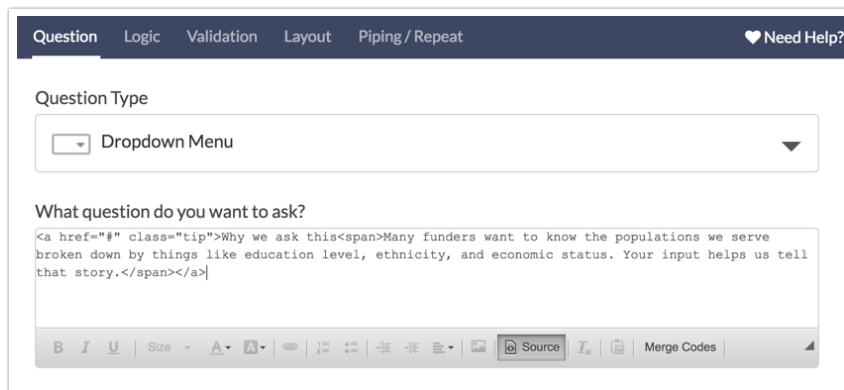 Question Logic Validation Layout Piping / Repeat Need Help?
Question Type
Dropdown Menu
What question do you want to ask?
<a href="#" class="tip">Why we ask this<span>Many funders want to know the populations we serve
broken down by things like education level, ethnicity, and economic status. Your input helps us tell
that story.</span></a>
B I U Size A A Source Ix Merge Codes